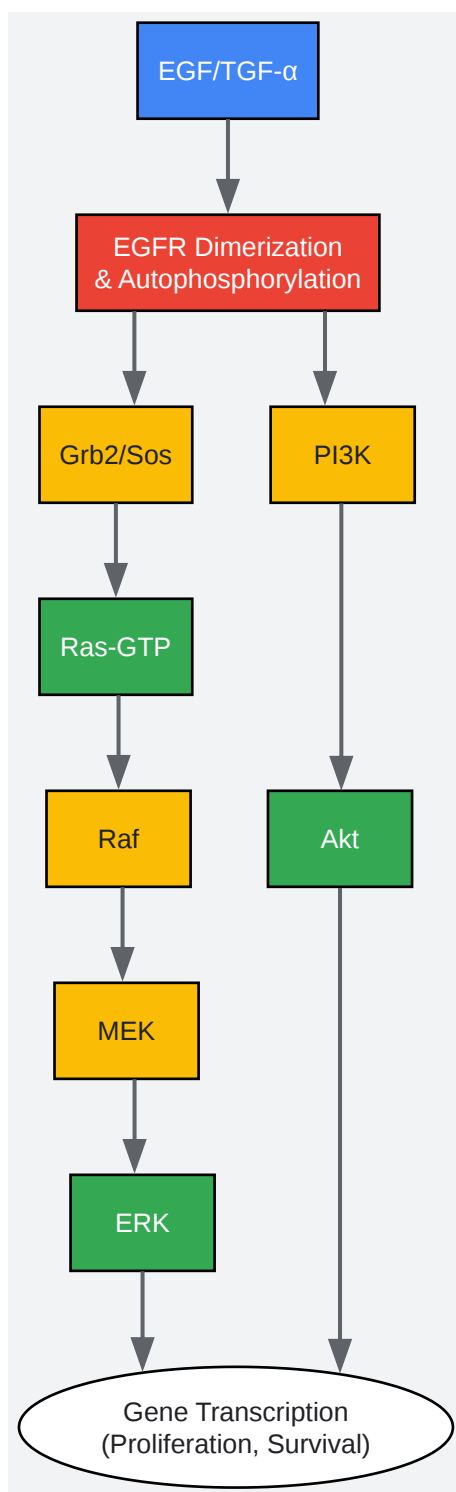 EGF/TGF-α
EGFR Dimerization
& Autophosphorylation
Grb2/Sos
PI3K
Ras-GTP
Raf
Akt
MEK
ERK
Gene Transcription
(Proliferation, Survival)